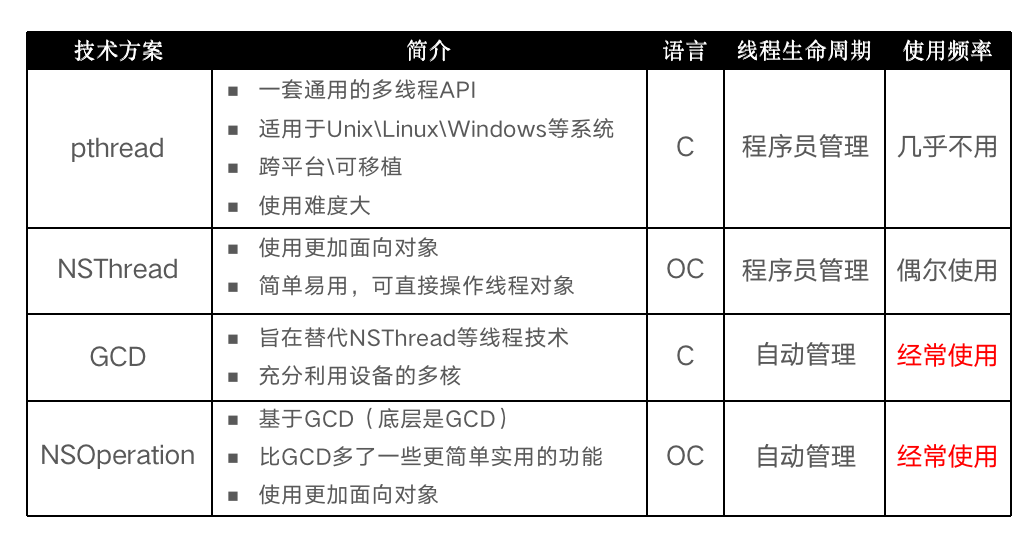 技术方案 简介 语言 线程生命周期 使用频率
pthread
■ 一套通用的多线程API
■ 适用于Unix\Linux\Windows等系统
■ 跨平台\可移植
■ 使用难度大
C
程序员管理
几乎不用
NSThread
■ 使用更加面向对象
■ 简单易用，可直接操作线程对象
OC
程序员管理
偶尔使用
GCD
■ 旨在替代NSThread等线程技术
■ 充分利用设备的多核
C
自动管理
经常使用
NSOperation
■ 基于GCD（底层是GCD）
■ 比GCD多了一些更简单实用的功能
■ 使用更加面向对象
OC
自动管理
经常使用